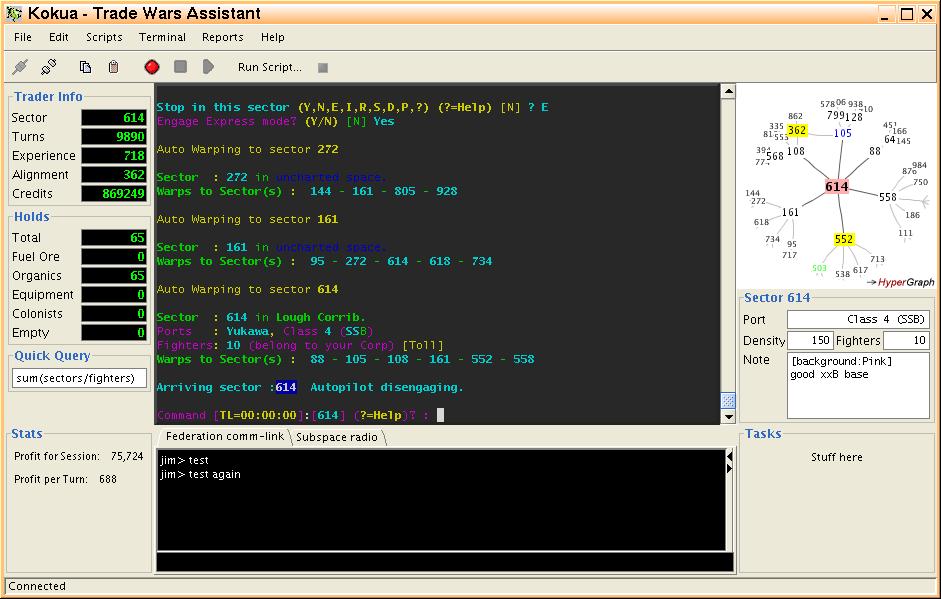 Kokua - Trade Wars Assistant
File Edit Scripts Terminal Reports Help
Run Script...
Trader Info
Sector 614
Turns 9890
Experience 718
Alignment 362
Credits 869249
Holds
Total 65
Fuel Ore 0
Organics 65
Equipment 0
Colonists 0
Empty 0
Quick Query
sum(sectors/fighters)
Stats
Profit for Session: 75,724
Profit per Turn: 688
Stop in this sector (Y,N,E,I,R,S,D,P,?) (?=Help) [N] ? E
Engage Express mode? (Y/N) [N] Yes
Auto Warping to sector 272
Sector : 272 in uncharted space.
Warps to Sector(s) : 144 - 161 - 805 - 928
Auto Warping to sector 161
Sector : 161 in uncharted space.
Warps to Sector(s) : 95 - 272 - 614 - 618 - 734
Auto Warping to sector 614
Sector : 614 in Lough Corrib.
Ports : Yukawa, Class 4 (SSB)
Fighters: 10 (belong to your Corp) [Toll]
Warps to Sector(s) : 88 - 105 - 108 - 161 - 552 - 558
Arriving sector :614 Autopilot disengaging.
Command [TL=00:00:00]:[614] (?=Help)? :
Federation comm-link Subspace radio
jim> test
jim> test again
578 938
862 799 128
335 362 105 166
568 108 88 64 145
984
614 750
144 558
272 161 186
618 111
734 95 552
717 713
503 538 617
HyperGraph
Sector 614
Port Class 4 (SSB)
Density 150 Fighters 10
Note [background:Pink]
good xxB base
Tasks
Stuff here
Connected